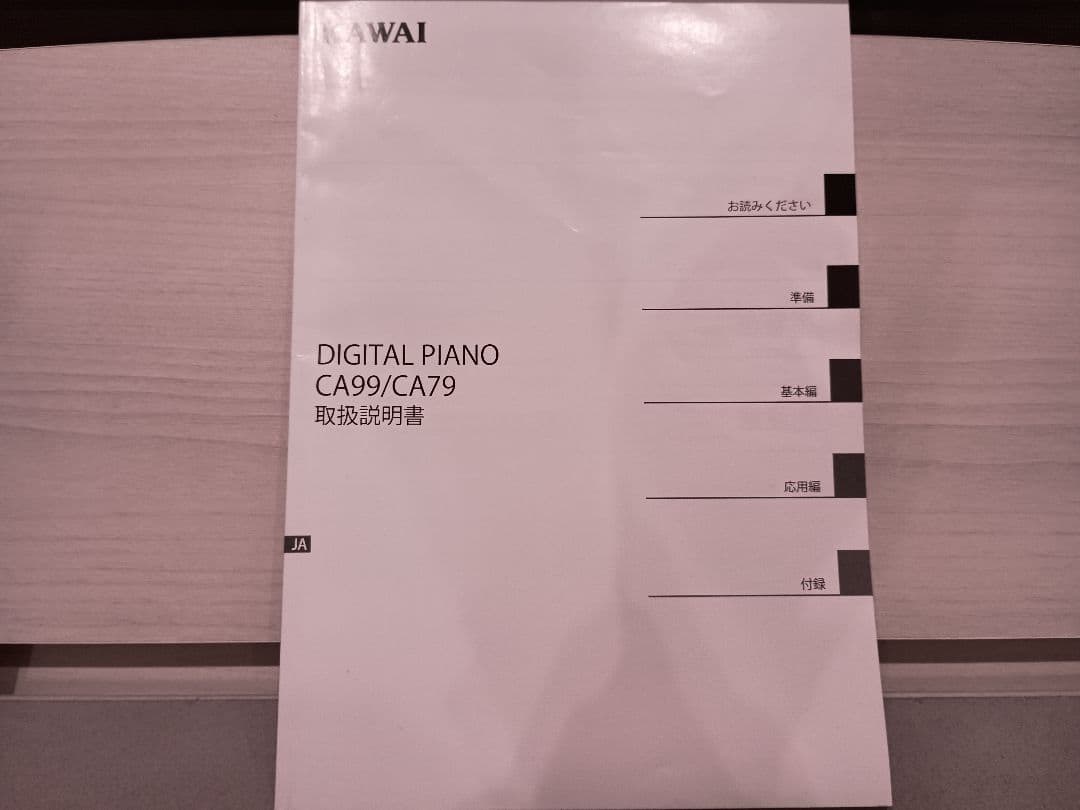 KAWAI
お読みください
準備
DIGITAL PIANO
CA99/CA79
取扱説明書
基本編
応用編
JA
付録